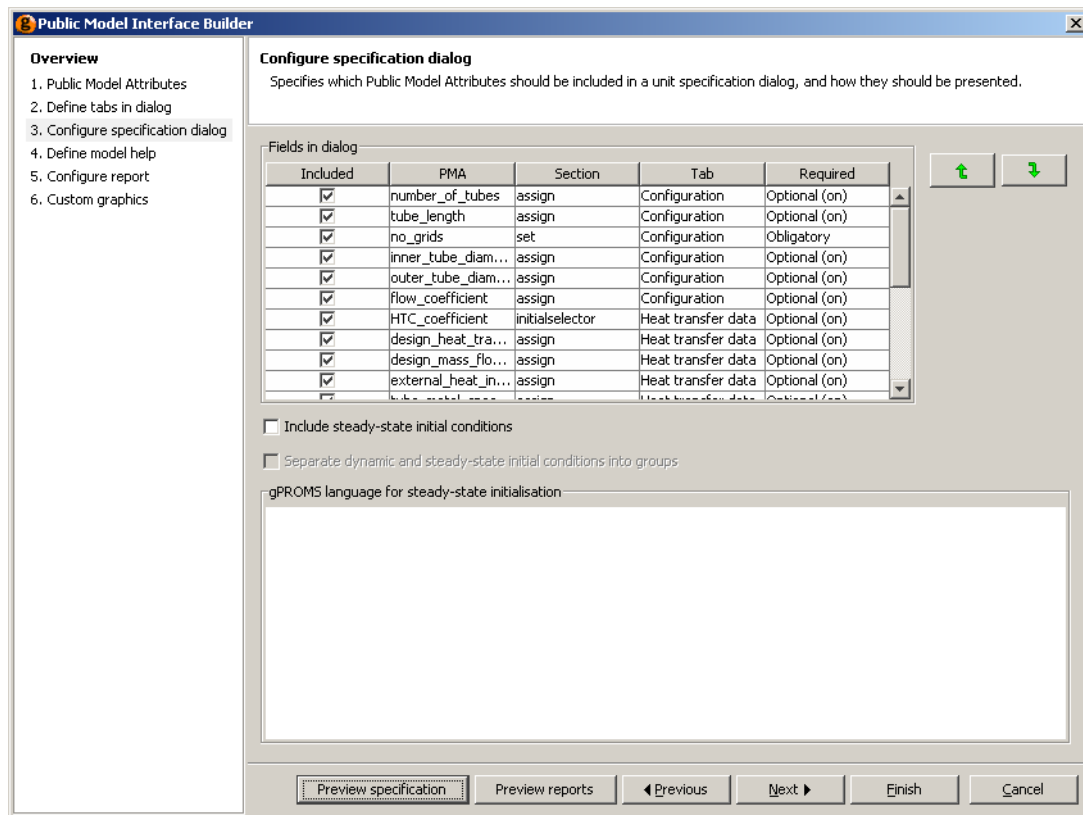 Public Model Interface Builder
Overview
1. Public Model Attributes
2. Define tabs in dialog
3. Configure specification dialog
4. Define model help
5. Configure report
6. Custom graphics
Configure specification dialog
Specifies which Public Model Attributes should be included in a unit specification dialog, and how they should be presented.
Fields in dialog
Included PMA Section Tab Required
number_of_tubes assign Configuration Optional (on)
tube_length assign Configuration Optional (on)
no_grids set Configuration Obligatory
inner_tube_diam... assign Configuration Optional (on)
outer_tube_diam... assign Configuration Optional (on)
flow_coefficient assign Configuration Optional (on)
HTC_coefficient initialselector Heat transfer data Optional (on)
design_heat_tra... assign Heat transfer data Optional (on)
design_mass_flo... assign Heat transfer data Optional (on)
external_heat_in... assign Heat transfer data Optional (on)
Include steady-state initial conditions
Separate dynamic and steady-state initial conditions into groups
gPROMS language for steady-state initialisation
Preview specification Preview reports Previous Next Finish Cancel